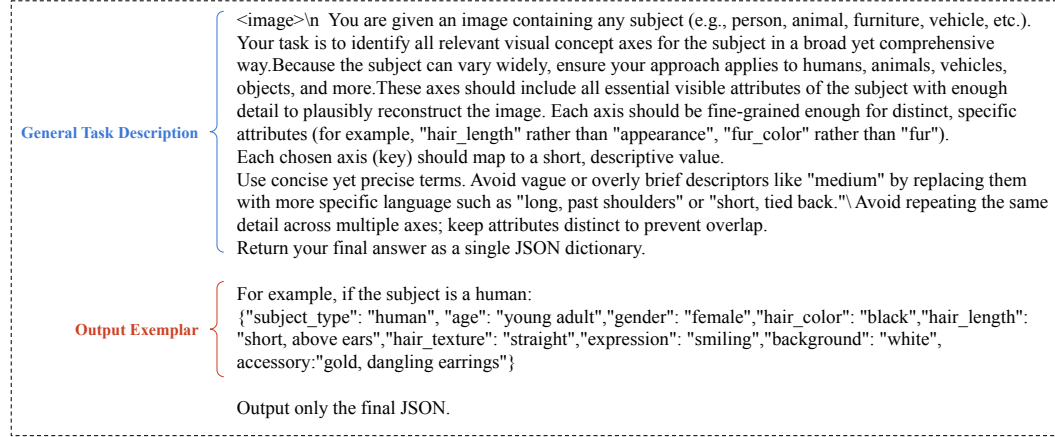 <image>\n You are given an image containing any subject (e.g., person, animal, furniture, vehicle, etc.).
Your task is to identify all relevant visual concept axes for the subject in a broad yet comprehensive
way.Because the subject can vary widely, ensure your approach applies to humans, animals, vehicles,
objects, and more.These axes should include all essential visible attributes of the subject with enough
General Task Description
detail to plausibly reconstruct the image. Each axis should be fine-grained enough for distinct, specific
attributes (for example, "hair_length" rather than "appearance", "fur_color" rather than "fur").
Each chosen axis (key) should map to a short, descriptive value.
Use concise yet precise terms. Avoid vague or overly brief descriptors like "medium" by replacing them
with more specific language such as "long, past shoulders" or "short, tied back."\ Avoid repeating the same
detail across multiple axes; keep attributes distinct to prevent overlap.
Return your final answer as a single JSON dictionary.
Output Exemplar
For example, if the subject is a human:
{"subject_type": "human", "age": "young adult","gender": "female","hair_color": "black","hair_length":
"short, above ears","hair_texture": "straight","expression": "smiling","background": "white",
accessory:"gold, dangling earrings"}
Output only the final JSON.